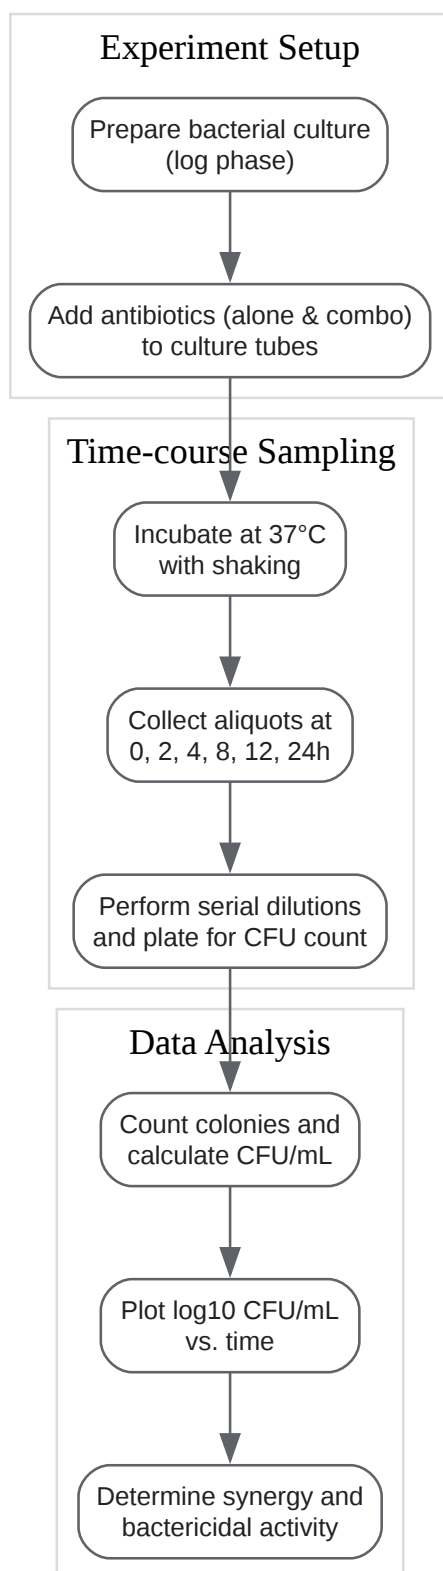 Experiment Setup
Prepare bacterial culture
(log phase)
Add antibiotics (alone & combo)
to culture tubes
Time-course Sampling
Incubate at 37°C
with shaking
Collect aliquots at
0, 2, 4, 8, 12, 24h
Perform serial dilutions
and plate for CFU count
Data Analysis
Count colonies and
calculate CFU/mL
Plot log10 CFU/mL
vs. time
Determine synergy and
bactericidal activity